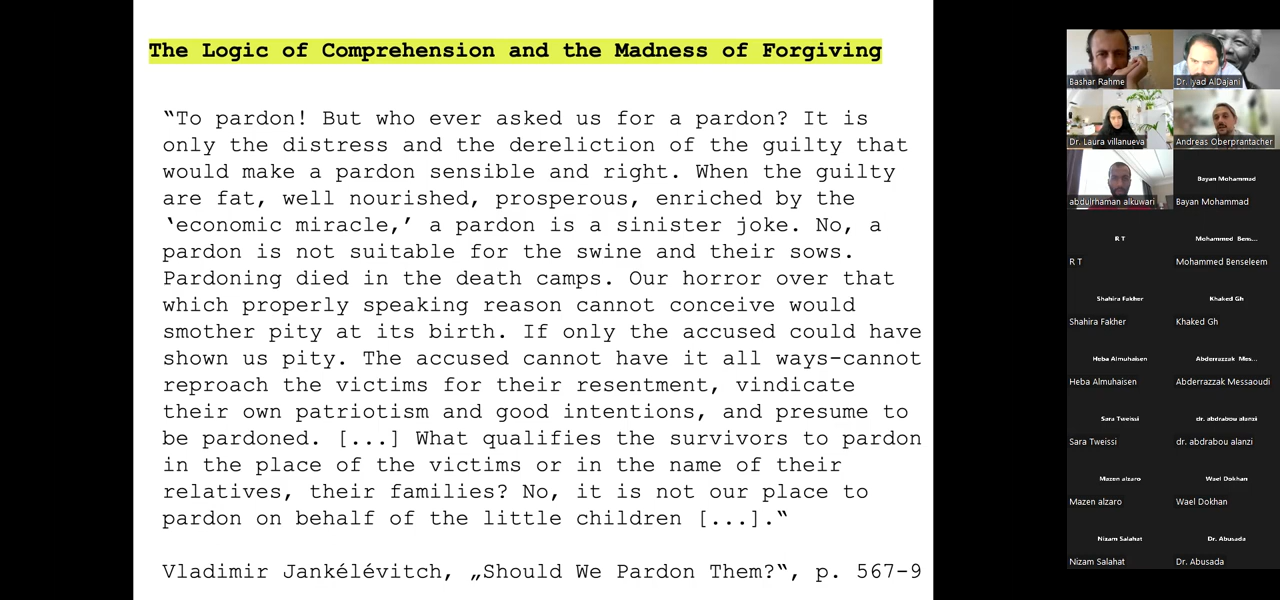 The Logic of Comprehension and the Madness of Forgiving
“To pardon! But who ever asked us for a pardon? It is
only the distress and the dereliction of the guilty that
would make a pardon sensible and right. When the guilty
are fat, well nourished, prosperous, enriched by the
‘economic miracle,’ a pardon is a sinister joke. No, a
pardon is not suitable for the swine and their sows.
Pardoning died in the death camps. Our horror over that
which properly speaking reason cannot conceive would
smother pity at its birth. If only the accused could have
shown us pity. The accused cannot have it all ways-cannot
reproach the victims for their resentment, vindicate
their own patriotism and good intentions, and presume to
be pardoned. [...] What qualifies the survivors to pardon
in the place of the victims or in the name of their
relatives, their families? No, it is not our place to
pardon on behalf of the little children [...].“
Vladimir Jankélévitch, „Should We Pardon Them?“, p. 567-9
Bashar Rahme
Dr. Iyad AlDajani
Dr. Laura villanueva
Andreas Oberprantacher
abdulrhaman alkuwari
Bayan Mohammad
Bayan Mohammad
R T
R T
Mohammed Bens...
Mohammed Benseleem
Shahira Fakher
Shahira Fakher
Khaked Gh
Khaked Gh
Heba Almuhaisen
Heba Almuhaisen
Abderrazzak Mes...
Abderrazzak Messaoudi
Sara Tweissi
Sara Tweissi
dr. abdrabou alanzi
dr. abdrabou alanzi
Mazen alzaro
Mazen alzaro
Wael Dokhan
Wael Dokhan
Nizam Salahat
Nizam Salahat
Dr. Abusada
Dr. Abusada